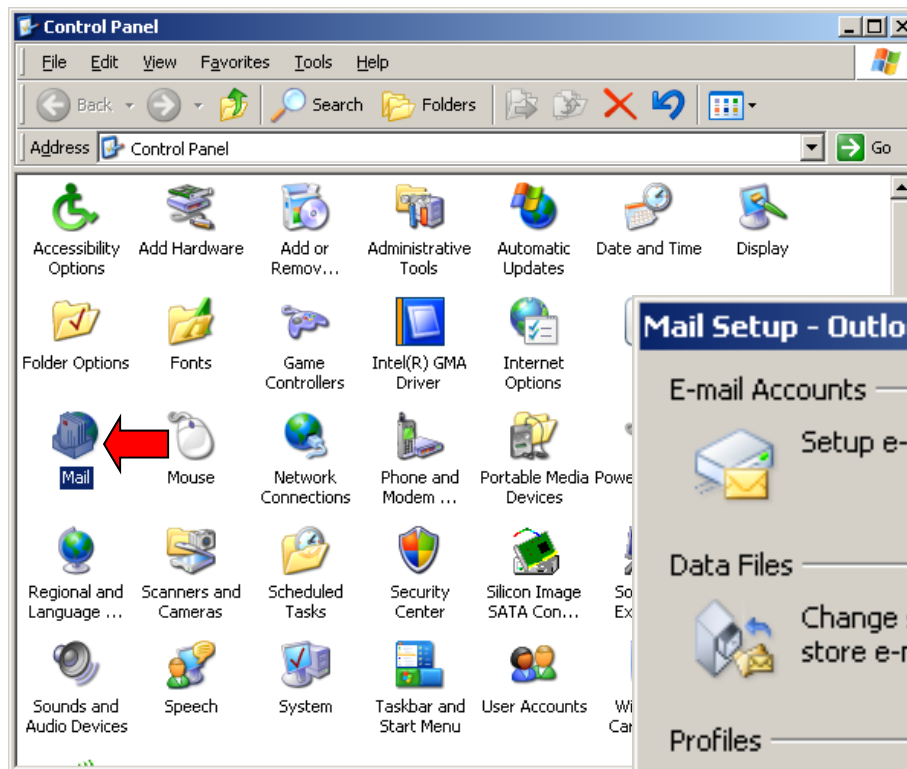 Control Panel
File Edit View Favorites Tools Help
Back Search Folders
Address Control Panel Go
Accessibility Options
Add Hardware
Add or Remov...
Administrative Tools
Automatic Updates
Date and Time
Display
Folder Options
Fonts
Game Controllers
Intel(R) GMA Driver
Internet Options
Mail
Mouse
Network Connections
Phone and Modem ...
Portable Media Devices
Powe
Regional and Language ...
Scanners and Cameras
Scheduled Tasks
Security Center
Silicon Image SATA Con...
So
Ex
Sounds and Audio Devices
Speech
System
Taskbar and Start Menu
User Accounts
Wi
Car
Mail Setup - Outlo
E-mail Accounts
Setup e-
Data Files
Change
store e-
Profiles